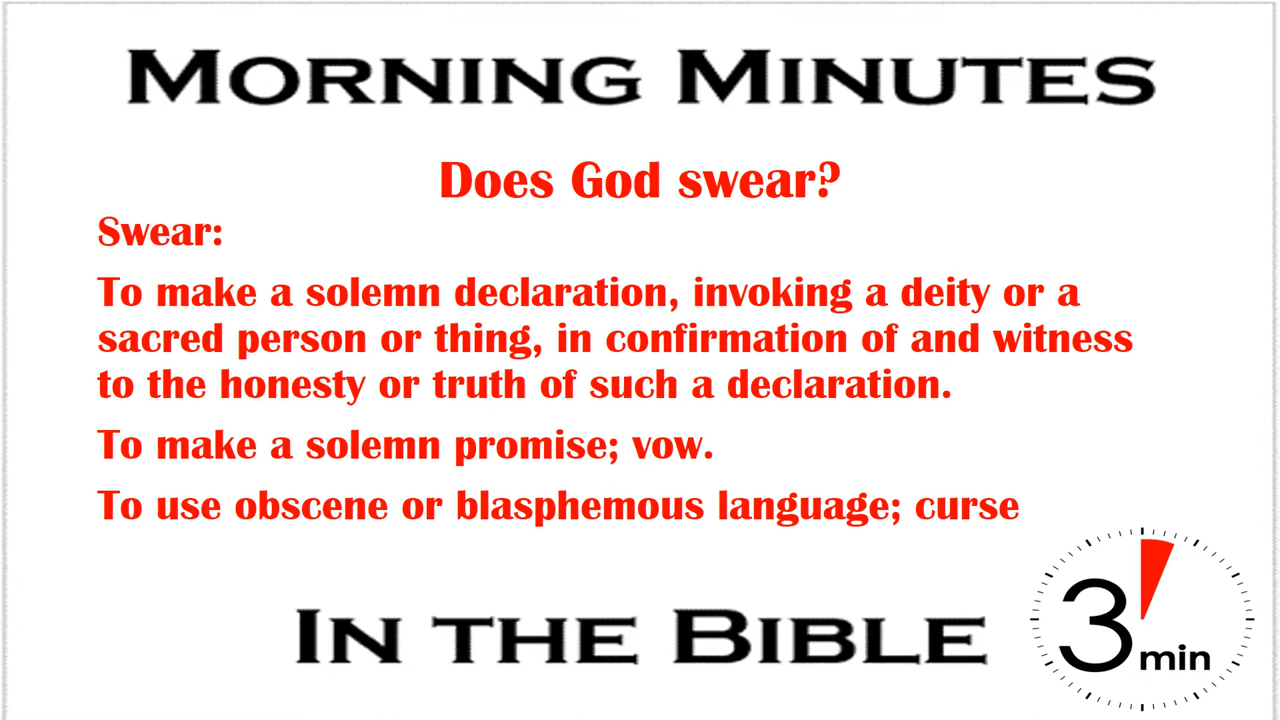 MORNING MINUTES
Does God swear?
Swear:
To make a solemn declaration, invoking a deity or a
sacred person or thing, in confirmation of and witness
to the honesty or truth of such a declaration.
To make a solemn promise; vow.
To use obscene or blasphemous language; curse
IN THE BIBLE
3 min